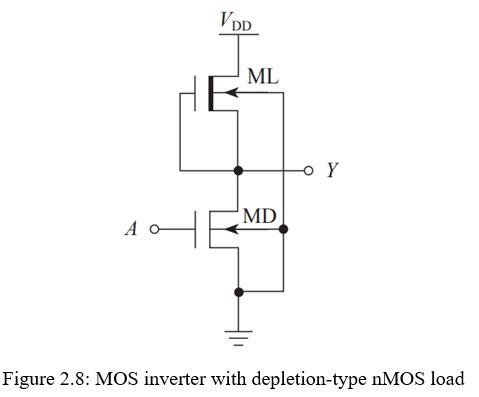 VDD
ML
Y
MD
A
Figure 2.8: MOS inverter with depletion-type nMOS load